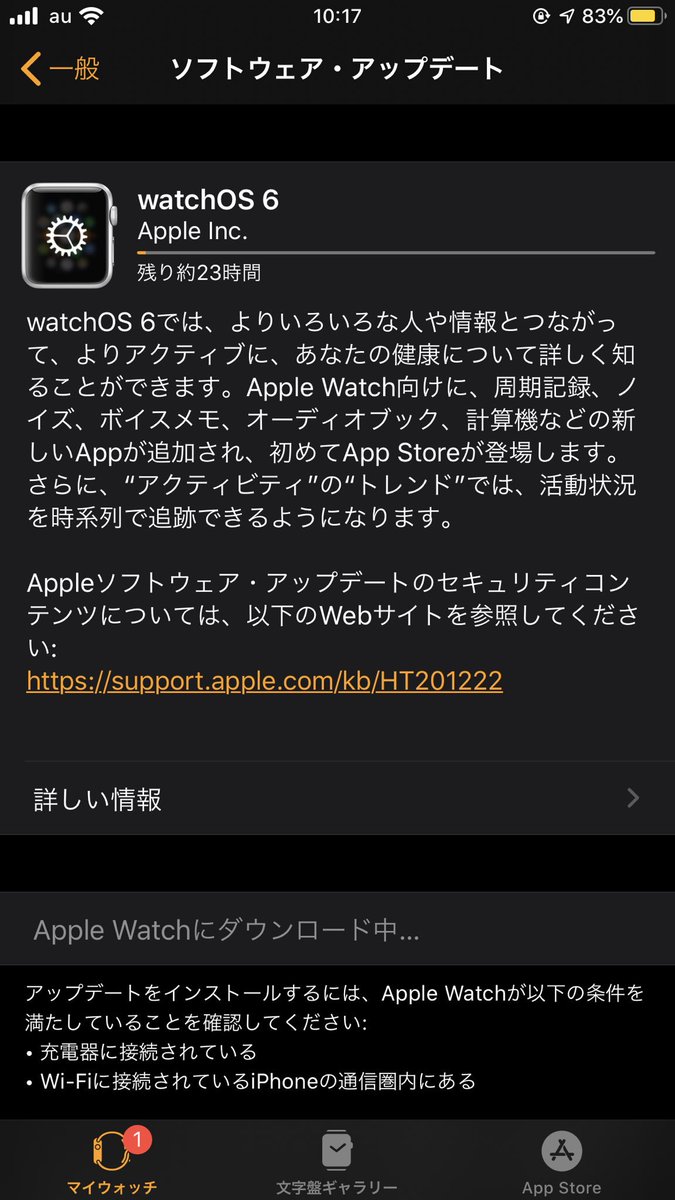 au 10:17 83%
一般 ソフトウェア・アップデート
watchOS 6
Apple Inc.
残り約23時間
watchOS 6では、よりいろいろな人や情報とつながっ
て、よりアクティブに、あなたの健康について詳しく知
ることができます。Apple Watch向けに、周期記録、ノ
イズ、ボイスメモ、オーディオブック、計算機などの新
しいAppが追加され、初めてApp Storeが登場します。
さらに、“アクティビティ”の“トレンド”では、活動状況
を時系列で追跡できるようになります。
Appleソフトウェア・アップデートのセキュリティコン
テンツについては、以下のWebサイトを参照してくださ
い:
https://support.apple.com/kb/HT201222
詳しい情報
Apple Watchにダウンロード中...
アップデートをインストールするには、Apple Watchが以下の条件を
満たしていることを確認してください:
• 充電器に接続されている
• Wi-Fiに接続されているiPhoneの通信圏内にある
1
マイウォッチ 文字盤ギャラリー App Store